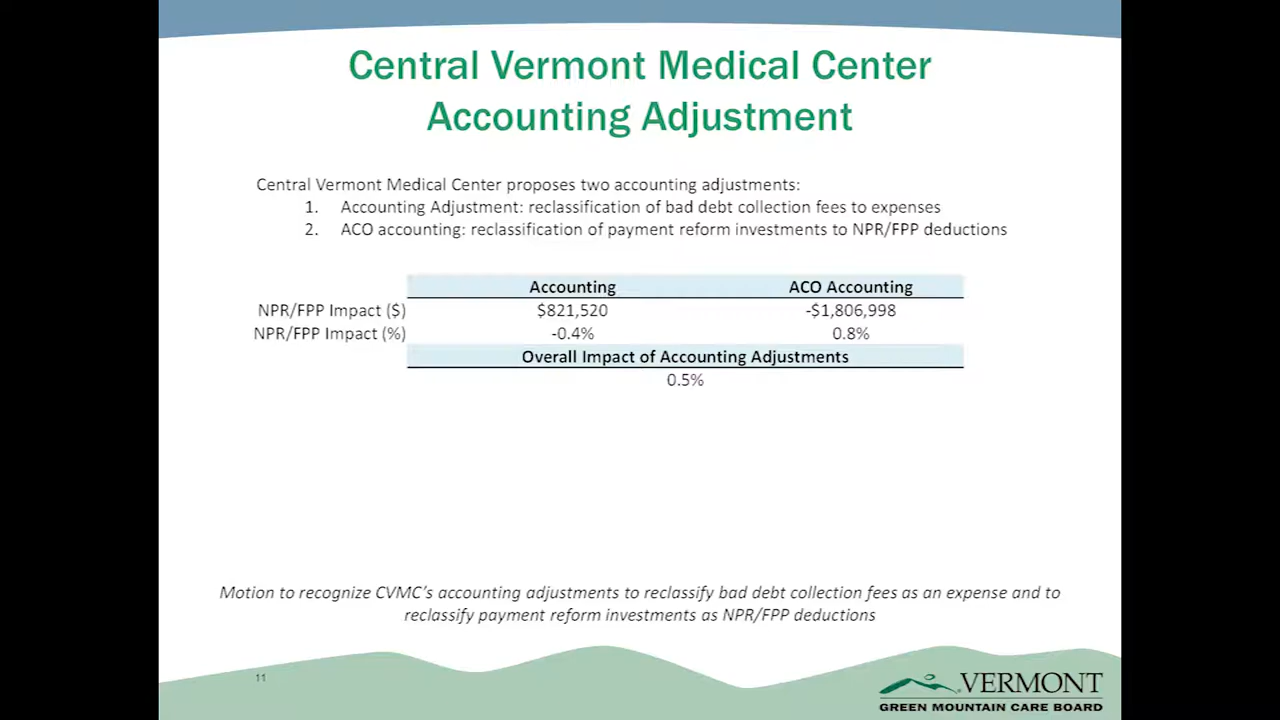 Central Vermont Medical Center
Accounting Adjustment
Central Vermont Medical Center proposes two accounting adjustments:
1. Accounting Adjustment: reclassification of bad debt collection fees to expenses
2. ACO accounting: reclassification of payment reform investments to NPR/FPP deductions
Accounting ACO Accounting
NPR/FPP Impact ($) $821,520 -$1,806,998
NPR/FPP Impact (%) -0.4% 0.8%
Overall Impact of Accounting Adjustments
0.5%
Motion to recognize CVMC's accounting adjustments to reclassify bad debt collection fees as an expense and to
reclassify payment reform investments as NPR/FPP deductions
11
VERMONT
GREEN MOUNTAIN CARE BOARD